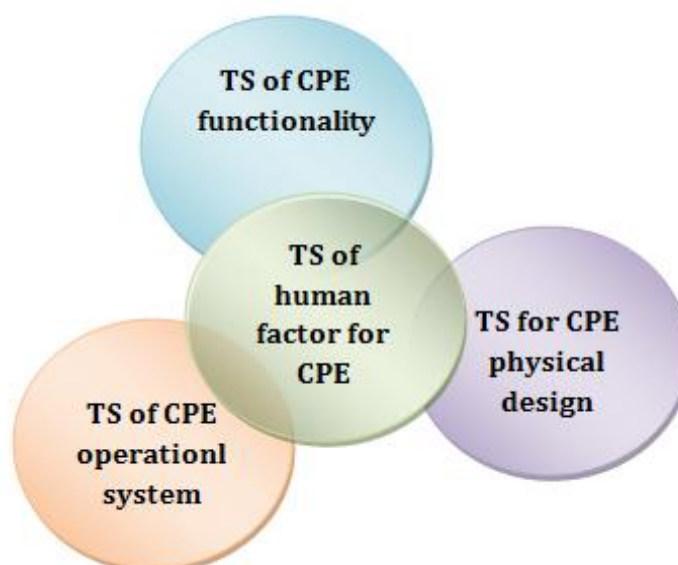 TS of CPE
functionality
TS of
human
factor for
CPE
TS for CPE
physical
design
TS of CPE
operationl
system